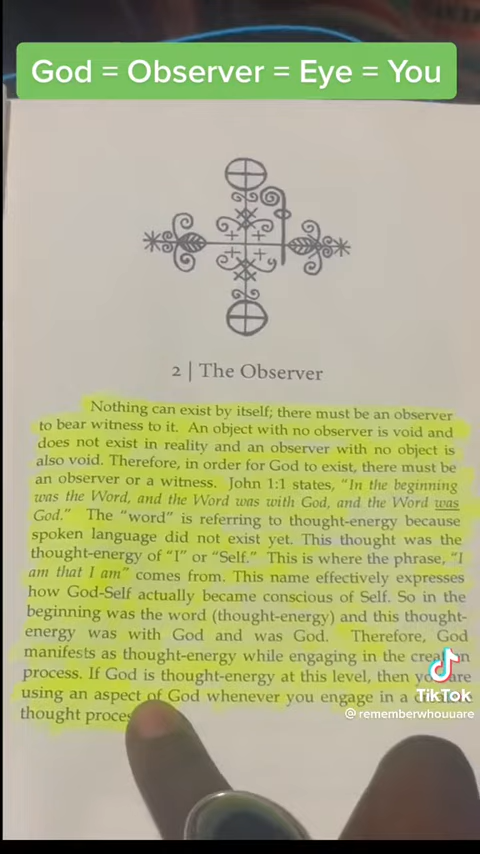 God = Observer = Eye = You
2 | The Observer
Nothing can exist by itself; there must be an observer
to bear witness to it. An object with no observer is void and
does not exist in reality and an observer with no object is
also void. Therefore, in order for God to exist, there must be
an observer or a witness. John 1:1 states, "In the beginning
was the Word, and the Word was with God, and the Word was
God." The "word" is referring to thought-energy because
spoken language did not exist yet. This thought was the
thought-energy of "I" or "Self." This is where the phrase, "I
am that I am" comes from. This name effectively expresses
how God-Self actually became conscious of Self. So in the
beginning was the word (thought-energy) and this thought-
energy was with God and was God. Therefore, God
manifests as thought-energy while engaging in the
process. If God is thought-energy at this level, then
using an aspect of God whenever you engage in a
thought
TikTok
@rememberwhouuare